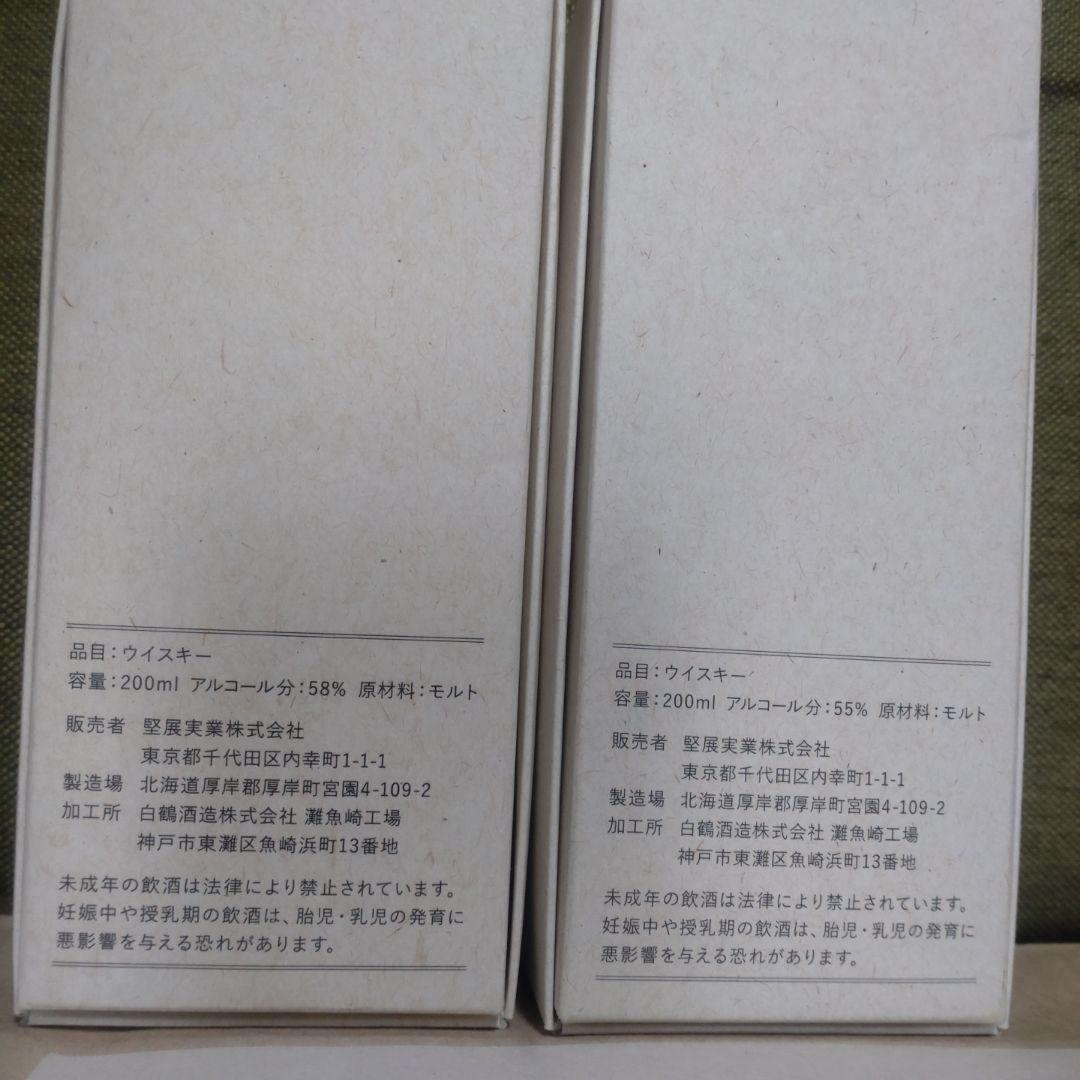 品目：ウイスキー
容量：200ml アルコール分：58% 原材料：モルト
販売者 堅展実業株式会社
東京都千代田区内幸町1-1-1
製造場 北海道厚岸郡厚岸町宮園4-109-2
加工所 白鶴酒造株式会社 灘魚崎工場
神戸市東灘区魚崎浜町13番地
未成年の飲酒は法律により禁止されています。
妊娠中や授乳期の飲酒は、胎児・乳児の発育に
悪影響を与える恐れがあります。
品目：ウイスキー
容量：200ml アルコール分：55% 原材料：モルト
販売者 堅展実業株式会社
東京都千代田区内幸町1-1-1
製造場 北海道厚岸郡厚岸町宮園4-109-2
加工所 白鶴酒造株式会社 灘魚崎工場
神戸市東灘区魚崎浜町13番地
未成年の飲酒は法律により禁止されています。
妊娠中や授乳期の飲酒は、胎児・乳児の発育に
悪影響を与える恐れがあります。